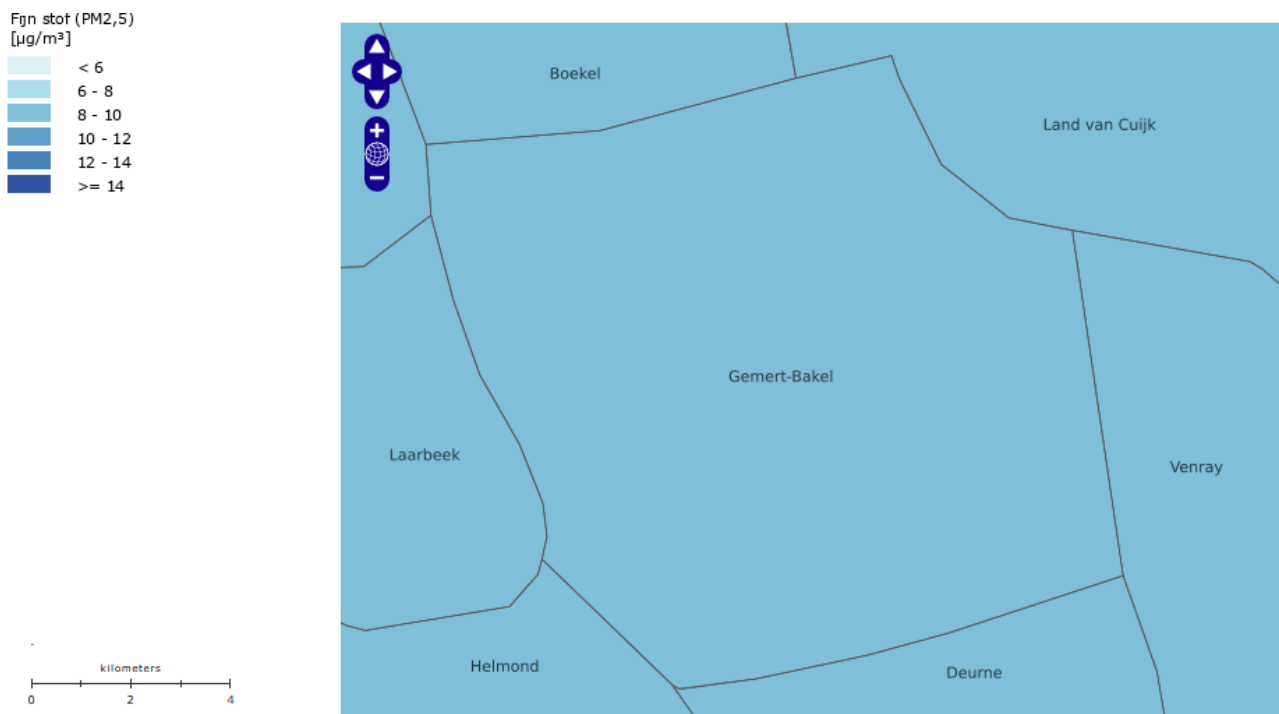 Fijn stof (PM2,5)
[µg/m³]
< 6
6 - 8
8 - 10
10 - 12
12 - 14
>= 14
kilometers
0 2 4
Boekel
Land van Cuijk
Gemert-Bakel
Laarbeek
Venray
Helmond
Deurne